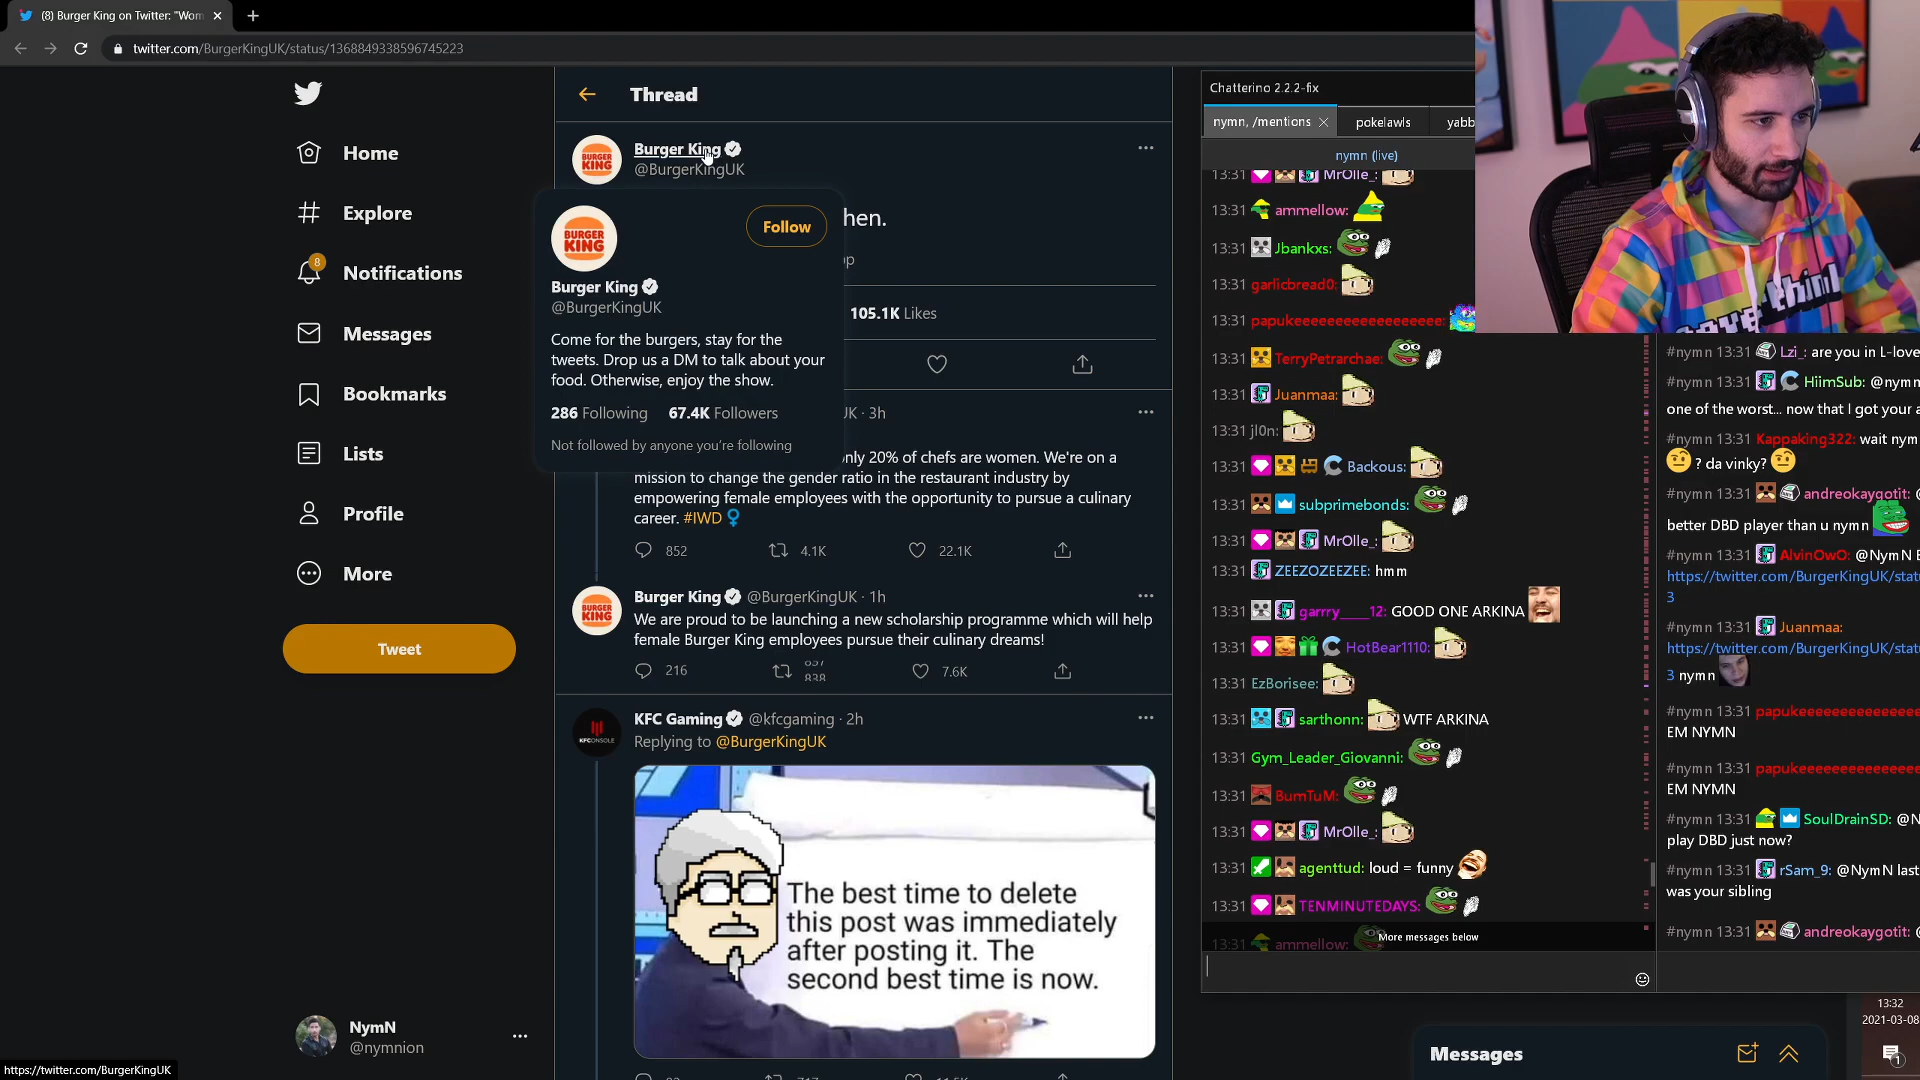 (8) Burger King on Twitter: "Wom
twitter.com/BurgerKingUK/status/1368849338596745223
Home
Explore
8
Notifications
Messages
Bookmarks
Lists
Profile
More
Tweet
NymN
@nymnion
https://twitter.com/BurgerKingUK
Thread
BURGER KING
Burger King
@BurgerKingUK
hen.
BURGER KING
Follow
Burger King
@BurgerKingUK
Come for the burgers, stay for the
tweets. Drop us a DM to talk about your
food. Otherwise, enjoy the show.
286 Following 67.4K Followers
Not followed by anyone you're following
pp
105.1K Likes
UK · 3h
only 20% of chefs are women. We're on a
mission to change the gender ratio in the restaurant industry by
empowering female employees with the opportunity to pursue a culinary
career. #IWD
852 4.1K 22.1K
BURGER KING
Burger King @BurgerKingUK · 1h
We are proud to be launching a new scholarship programme which will help
female Burger King employees pursue their culinary dreams!
216 837 838 7.6K
KFCONSOLE
KFC Gaming @kfcgaming · 2h
Replying to @BurgerKingUK
The best time to delete
this post was immediately
after posting it. The
second best time is now.
Chatterino 2.2.2-fix
nymn, /mentions
pokelawls
yabb
nymn (live)
13:31 MrOlle_:
13:31 ammellow:
13:31 Jbankxs:
13:31 garlicbread0:
13:31 papukeeeeeeeeeeeeeeeeee:
13:31 TerryPetrarchae:
13:31 Juanmaa:
13:31 jl0n:
13:31 Backous:
13:31 subprimebonds:
13:31 MrOlle_:
13:31 ZEEZOZEEZEE: hmm
13:31 garrry____12: GOOD ONE ARKINA
13:31 HotBear1110:
13:31 EzBorisee:
13:31 sarthonn: WTF ARKINA
13:31 Gym_Leader_Giovanni:
13:31 BumTuM:
13:31 MrOlle_:
13:31 agenttud: loud = funny
13:31 TENMINUTEDAYS:
13:31 ammellow:
More messages below
#nymn 13:31 Lzi_: are you in L-love
#nymn 13:31 HiimSub: @nymn
one of the worst... now that I got your a
#nymn 13:31 Kappaking322: wait nym
? da vinky?
#nymn 13:31 andreokaygotit: @
better DBD player than u nymn
#nymn 13:31 AlvinOwO: @NymN B
https://twitter.com/BurgerKingUK/statu
3
#nymn 13:31 Juanmaa:
https://twitter.com/BurgerKingUK/statu
3 nymn
#nymn 13:31 papukeeeeeeeeeeeeeee
EM NYMN
#nymn 13:31 papukeeeeeeeeeeeeeee
EM NYMN
#nymn 13:31 SoulDrainSD: @N
play DBD just now?
#nymn 13:31 rSam_9: @NymN last
was your sibling
#nymn 13:31 andreokaygotit: @
Messages
13:32
2021-03-08
1